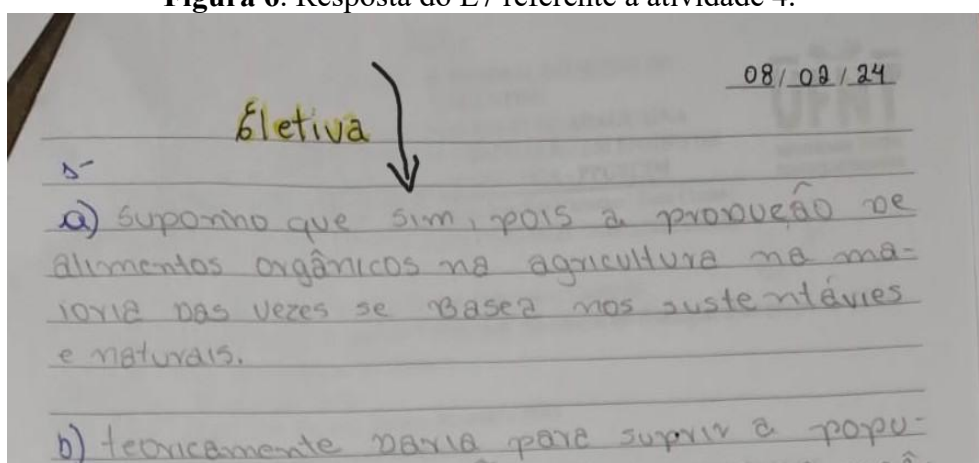 Figura 6: Resposta do E7 referente à atividade 4.
08/02/24
Eletiva
a) suponho que sim, pois a produção de
alimentos orgânicos na agricultura na ma-
ioria das vezes se basea nos sustentávies
e naturais.
b) teoricamente daria para suprir a popu-